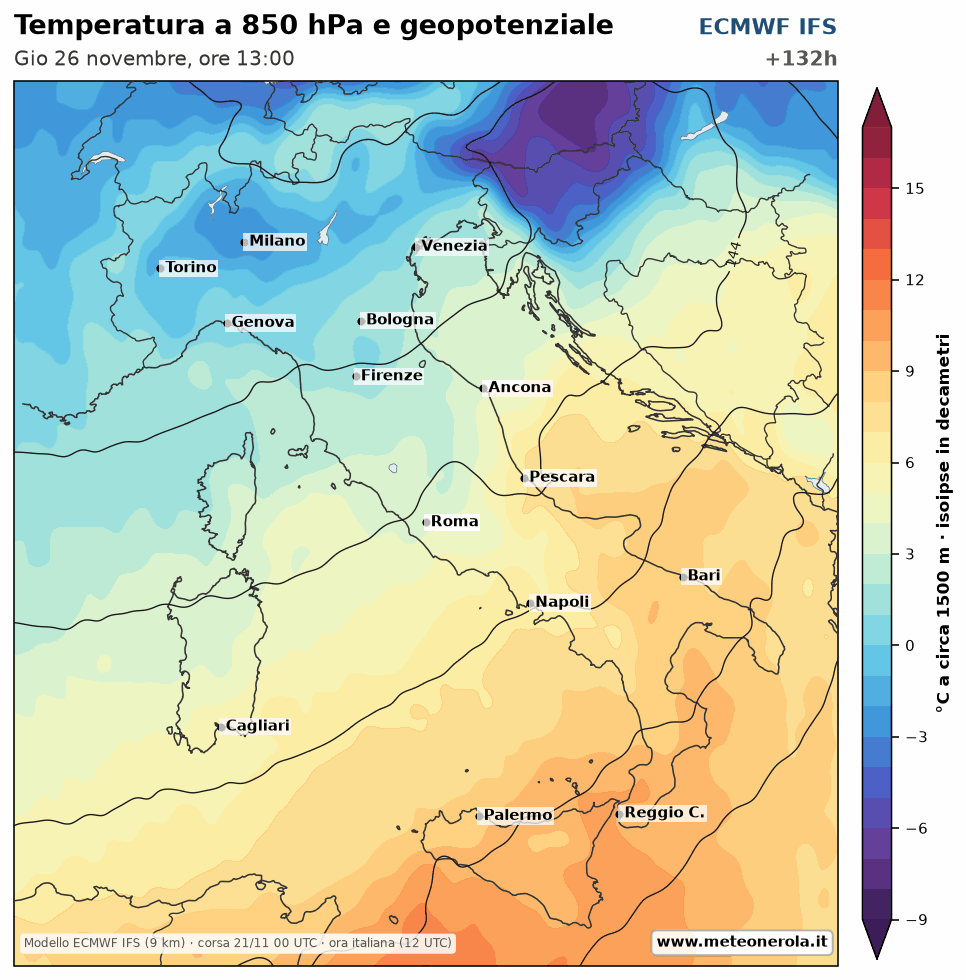 Temperatura a 850 hPa e geopotenziale
ECMWF IFS
Gio 26 novembre, ore 13:00
+132h
Milano
Venezia
Torino
Genova
Bologna
Firenze
Ancona
Pescara
Roma
Bari
Napoli
Cagliari
Palermo
Reggio C.
144
15
12
9
6
3
0
−3
−6
−9
°C a circa 1500 m · isoipse in decametri
Modello ECMWF IFS (9 km) · corsa 21/11 00 UTC · ora italiana (12 UTC)
www.meteonerola.it